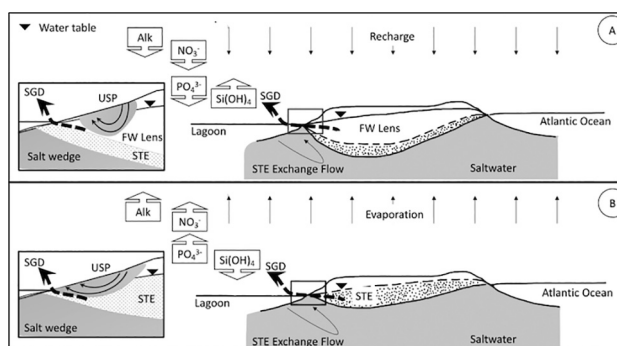 Water table
Alk
NO₃⁻
PO₄³⁻
Si(OH)₄
Recharge
A
SGD
USP
FW Lens
STE
Salt wedge
SGD
Lagoon
FW Lens
Atlantic Ocean
STE Exchange Flow
Saltwater
Alk
NO₃⁻
PO₄³⁻
Si(OH)₄
Evaporation
B
SGD
USP
STE
Salt wedge
SGD
Lagoon
STE
Atlantic Ocean
STE Exchange Flow
Saltwater